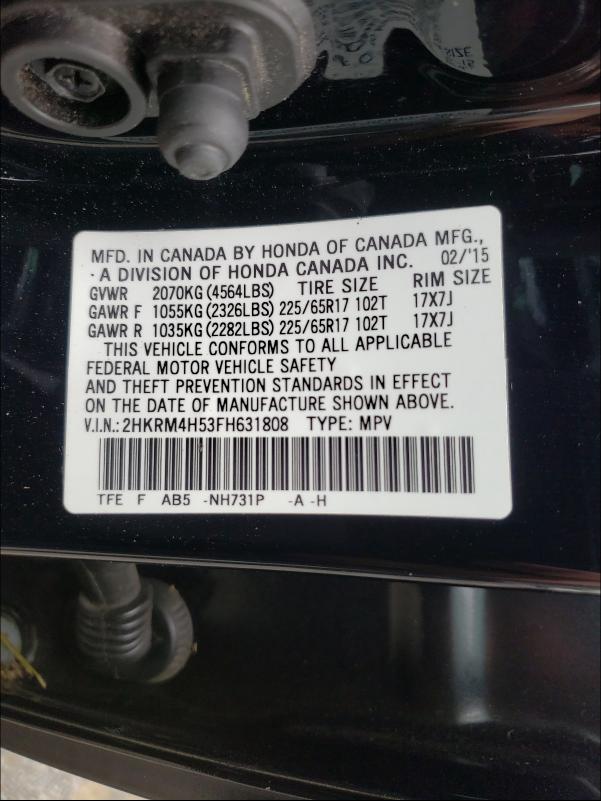 MFD. IN CANADA BY HONDA OF CANADA MFG.,
A DIVISION OF HONDA CANADA INC. 02/'15
GVWR 2070KG (4564LBS) TIRE SIZE RIM SIZE
GAWR F 1055KG (2326LBS) 225/65R17 102T 17X7J
GAWR R 1035KG (2282LBS) 225/65R17 102T 17X7J
THIS VEHICLE CONFORMS TO ALL APPLICABLE
FEDERAL MOTOR VEHICLE SAFETY
AND THEFT PREVENTION STANDARDS IN EFFECT
ON THE DATE OF MANUFACTURE SHOWN ABOVE.
V.I.N.: 2HKRM4H53FH631808 TYPE: MPV
TFE F AB5 -NH731P -A -H